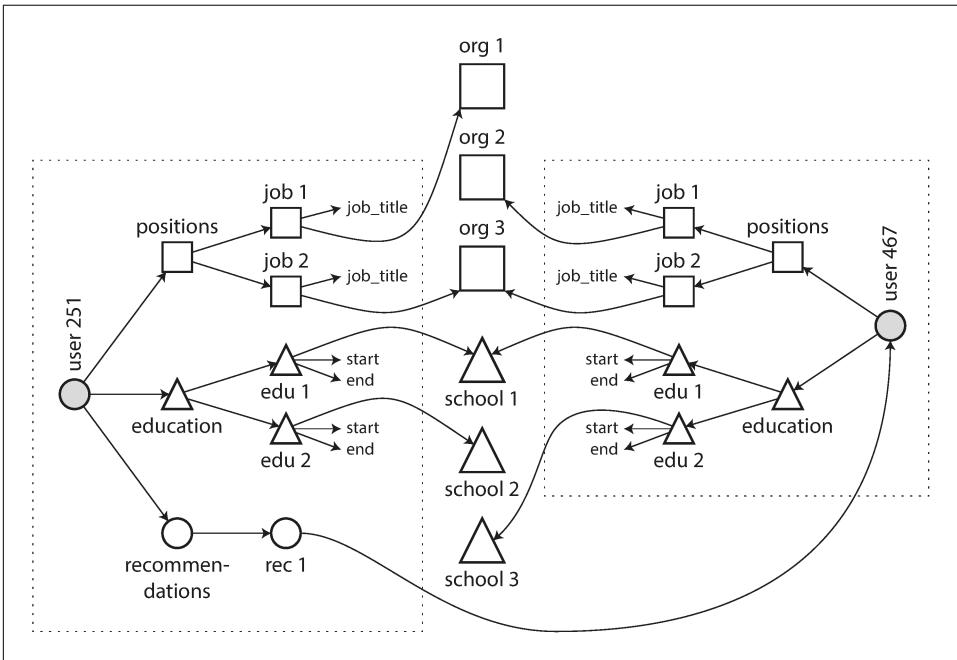 org 1
org 2
org 3
school 1
school 2
school 3
user 251
positions
job 1
job_title
job 2
job_title
education
edu 1
start
end
edu 2
start
end
recommen-
dations
rec 1
user 467
positions
job 1
job_title
job 2
job_title
education
edu 1
start
end
edu 2
start
end